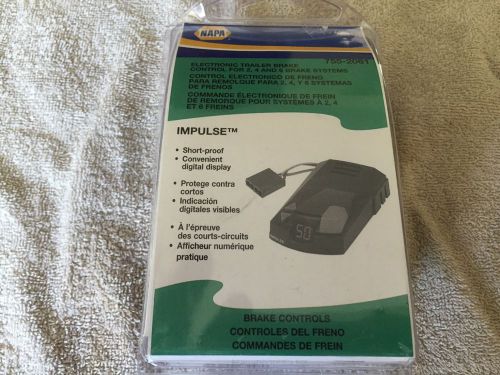 NAPA
755-2061
ELECTRONIC TRAILER BRAKE
CONTROL FOR 2, 4 AND 6 BRAKE SYSTEMS
CONTROL ELECTRONICO DE FRENO
PARA REMOLQUE PARA 2, 4, Y 6 SYSTEMAS
DE FRENOS
COMMANDE ÉLECTRONIQUE DE FREIN
DE REMORQUE POUR SYSTÈMES À 2, 4
ET 6 FREINS
IMPULSE™
• Short-proof
• Convenient
digital display
• Protege contra
cortos
• Indicación
digitales visibles
• À l'épreuve
des courts-circuits
• Afficheur numérique
pratique
50
BRAKE CONTROLS
CONTROLES DEL FRENO
COMMANDES DE FREIN